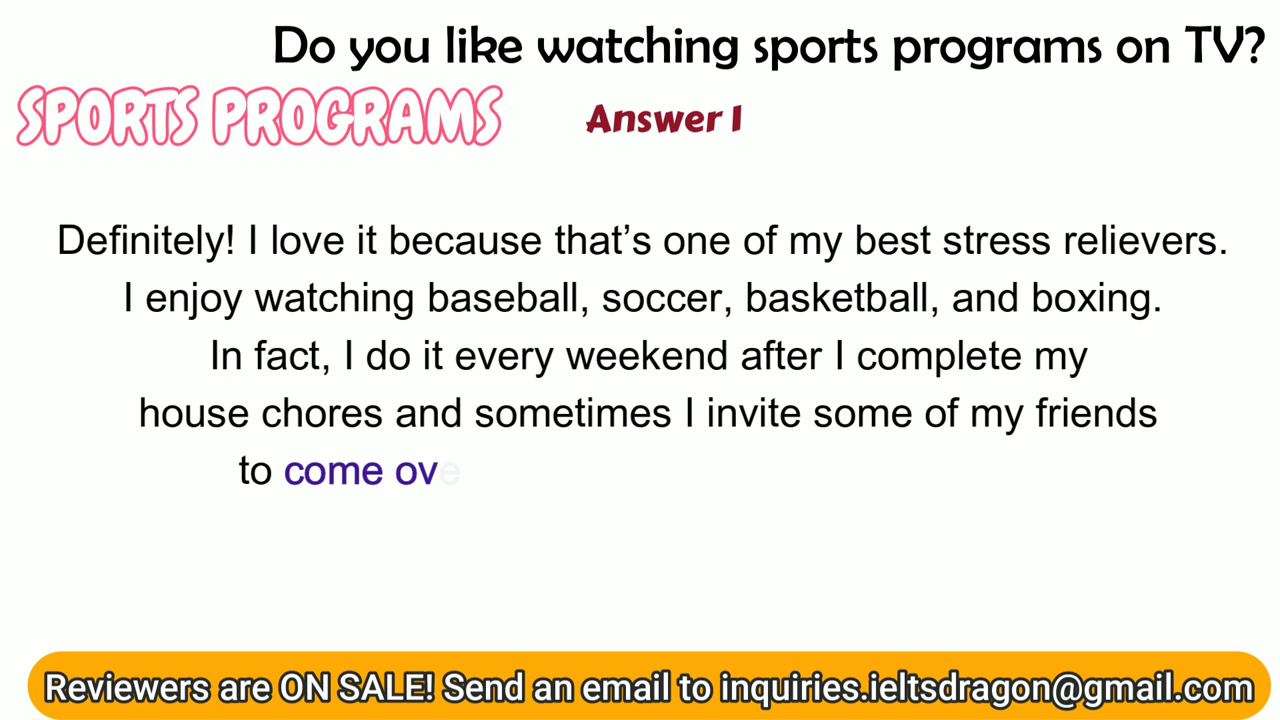 Do you like watching sports programs on TV?
SPORTS PROGRAMS
Answer 1
Definitely! I love it because that’s one of my best stress relievers.
I enjoy watching baseball, soccer, basketball, and boxing.
In fact, I do it every weekend after I complete my
house chores and sometimes I invite some of my friends
to come ove
Reviewers are ON SALE! Send an email to inquiries.ieltsdragon@gmail.com